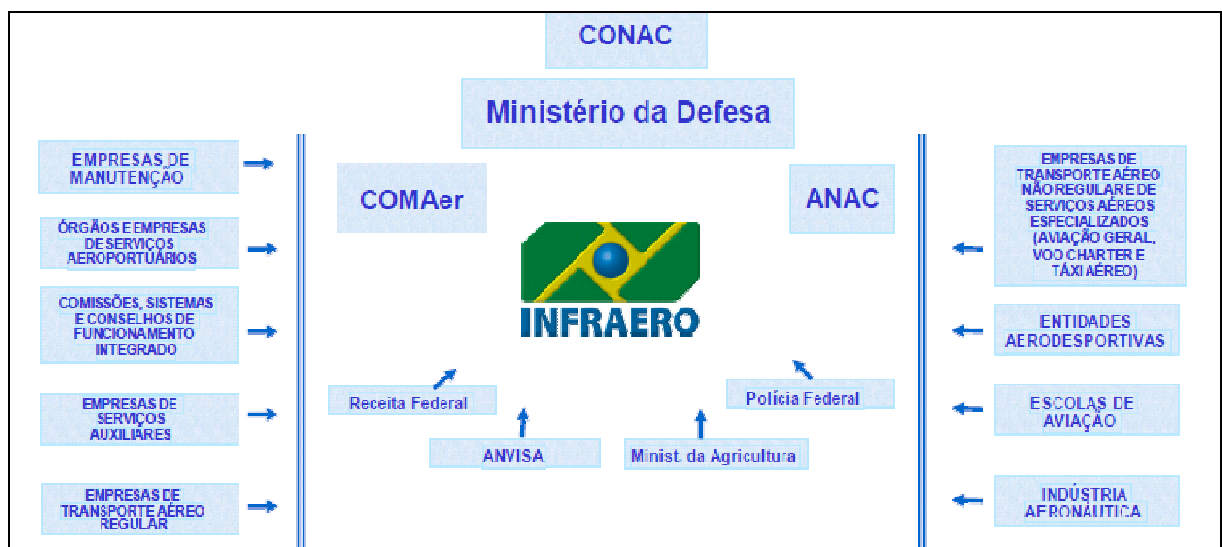 CONAC
Ministério da Defesa
COMAer
ANAC
INFRAERO
Receita Federal
ANVISA
Minist. da Agricultura
Polícia Federal
EMPRESAS DE
MANUTENÇÃO
ÓRGÃOS E EMPRESAS
DE SERVIÇOS
AEROPORTUÁRIOS
COMISSÕES, SISTEMAS
E CONSELHOS DE
FUNCIONAMENTO
INTEGRADO
EMPRESAS DE
SERVIÇOS
AUXILIARES
EMPRESAS DE
TRANSPORTE AÉREO
REGULAR
EMPRESAS DE
TRANSPORTE AÉREO
NÃO REGULAR E DE
SERVIÇOS AÉREOS
ESPECIALIZADOS
(AVIAÇÃO GERAL,
VOO CHARTER E
TÁXI AÉREO)
ENTIDADES
AERODESPORTIVAS
ESCOLAS DE
AVIAÇÃO
INDÚSTRIA
AERONÁUTICA